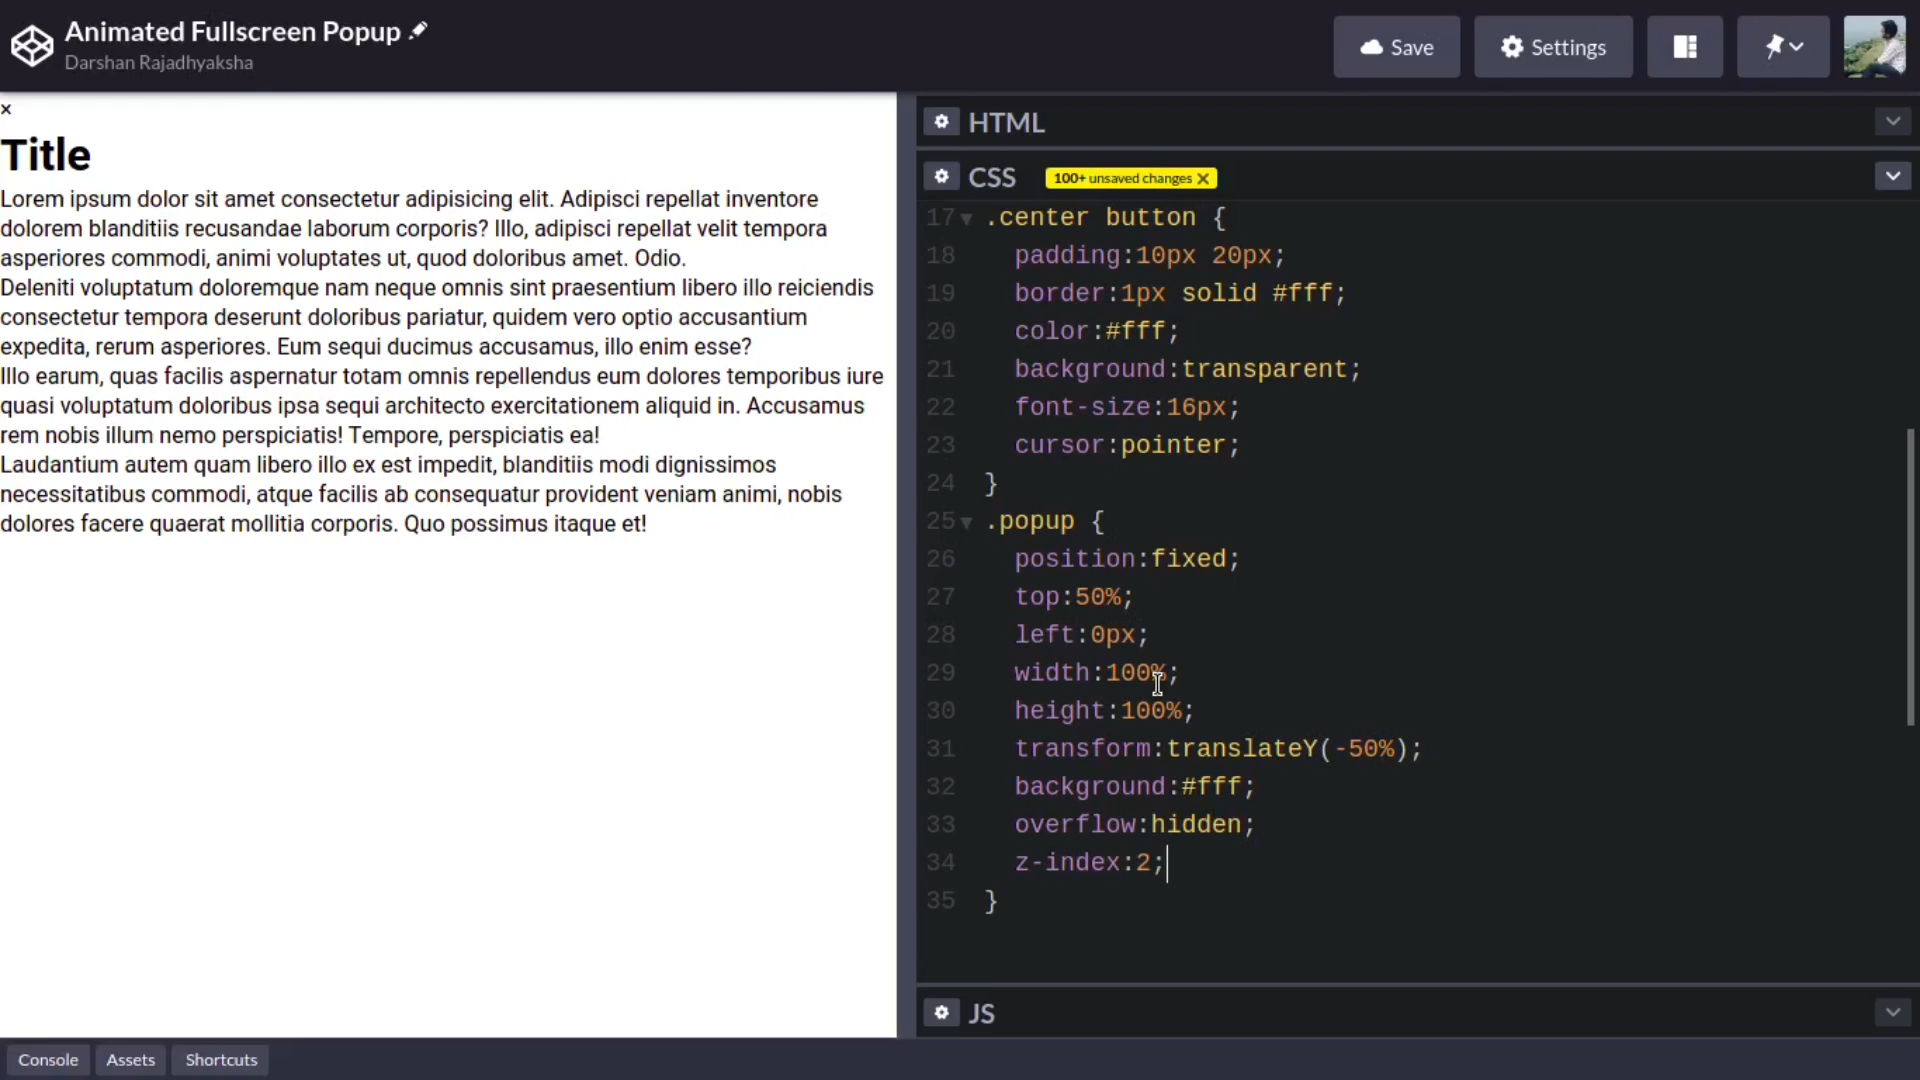 Animated Fullscreen Popup
Darshan Rajadhyaksha
Save
Settings
×
Title
Lorem ipsum dolor sit amet consectetur adipisicing elit. Adipisci repellat inventore
dolorem blanditiis recusandae laborum corporis? Illo, adipisci repellat velit tempora
asperiores commodi, animi voluptates ut, quod doloribus amet. Odio.
Deleniti voluptatum doloremque nam neque omnis sint praesentium libero illo reiciendis
consectetur tempora deserunt doloribus pariatur, quidem vero optio accusantium
expedita, rerum asperiores. Eum sequi ducimus accusamus, illo enim esse?
Illo earum, quas facilis aspernatur totam omnis repellendus eum dolores temporibus iure
quasi voluptatum doloribus ipsa sequi architecto exercitationem aliquid in. Accusamus
rem nobis illum nemo perspiciatis! Tempore, perspiciatis ea!
Laudantium autem quam libero illo ex est impedit, blanditiis modi dignissimos
necessitatibus commodi, atque facilis ab consequatur provident veniam animi, nobis
dolores facere quaerat mollitia corporis. Quo possimus itaque et!
HTML
CSS 100+ unsaved changes ×
17 .center button {
18 padding:10px 20px;
19 border:1px solid #fff;
20 color:#fff;
21 background:transparent;
22 font-size:16px;
23 cursor:pointer;
24 }
25 .popup {
26 position:fixed;
27 top:50%;
28 left:0px;
29 width:100%;
30 height:100%;
31 transform:translateY(-50%);
32 background:#fff;
33 overflow:hidden;
34 z-index:2;
35 }
JS
Console Assets Shortcuts